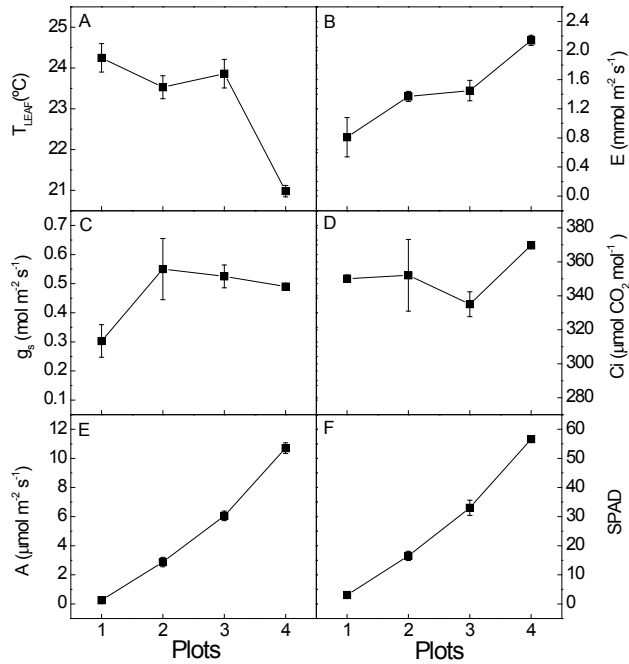 A
25
24
23
22
21
T_LEAF(ºC)
B
2.4
1.8
1.2
0.6
0.0
E (mmol m⁻² s⁻¹)
C
0.7
0.6
0.5
0.4
0.3
0.2
0.1
g_s (mol m⁻² s⁻¹)
D
380
360
340
320
300
280
260
Ci (µmol CO₂ mol⁻¹)
E
12
10
8
6
4
2
0
A (µmol m⁻² s⁻¹)
F
60
50
40
30
20
10
0
SPAD
1 2 3 4
Plots
1 2 3 4
Plots